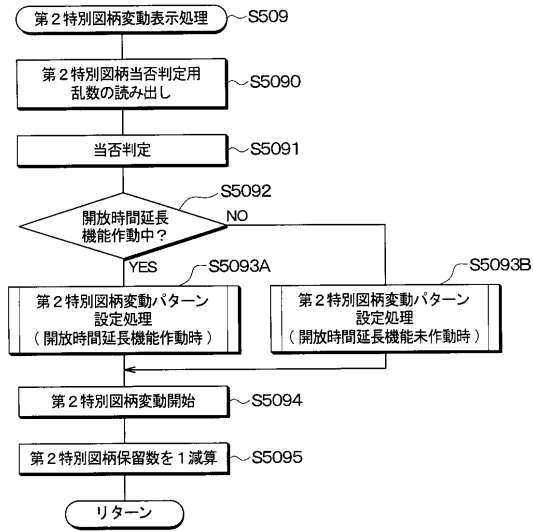 第２特別図柄変動表示処理
S509
第２特別図柄当否判定用
乱数の読み出し
S5090
当否判定
S5091
S5092
開放時間延長
機能作動中？
NO
YES
S5093A
S5093B
第２特別図柄変動パターン
設定処理
（開放時間延長機能作動時）
第２特別図柄変動パターン
設定処理
（開放時間延長機能未作動時）
第２特別図柄変動開始
S5094
第２特別図柄保留数を１減算
S5095
リターン